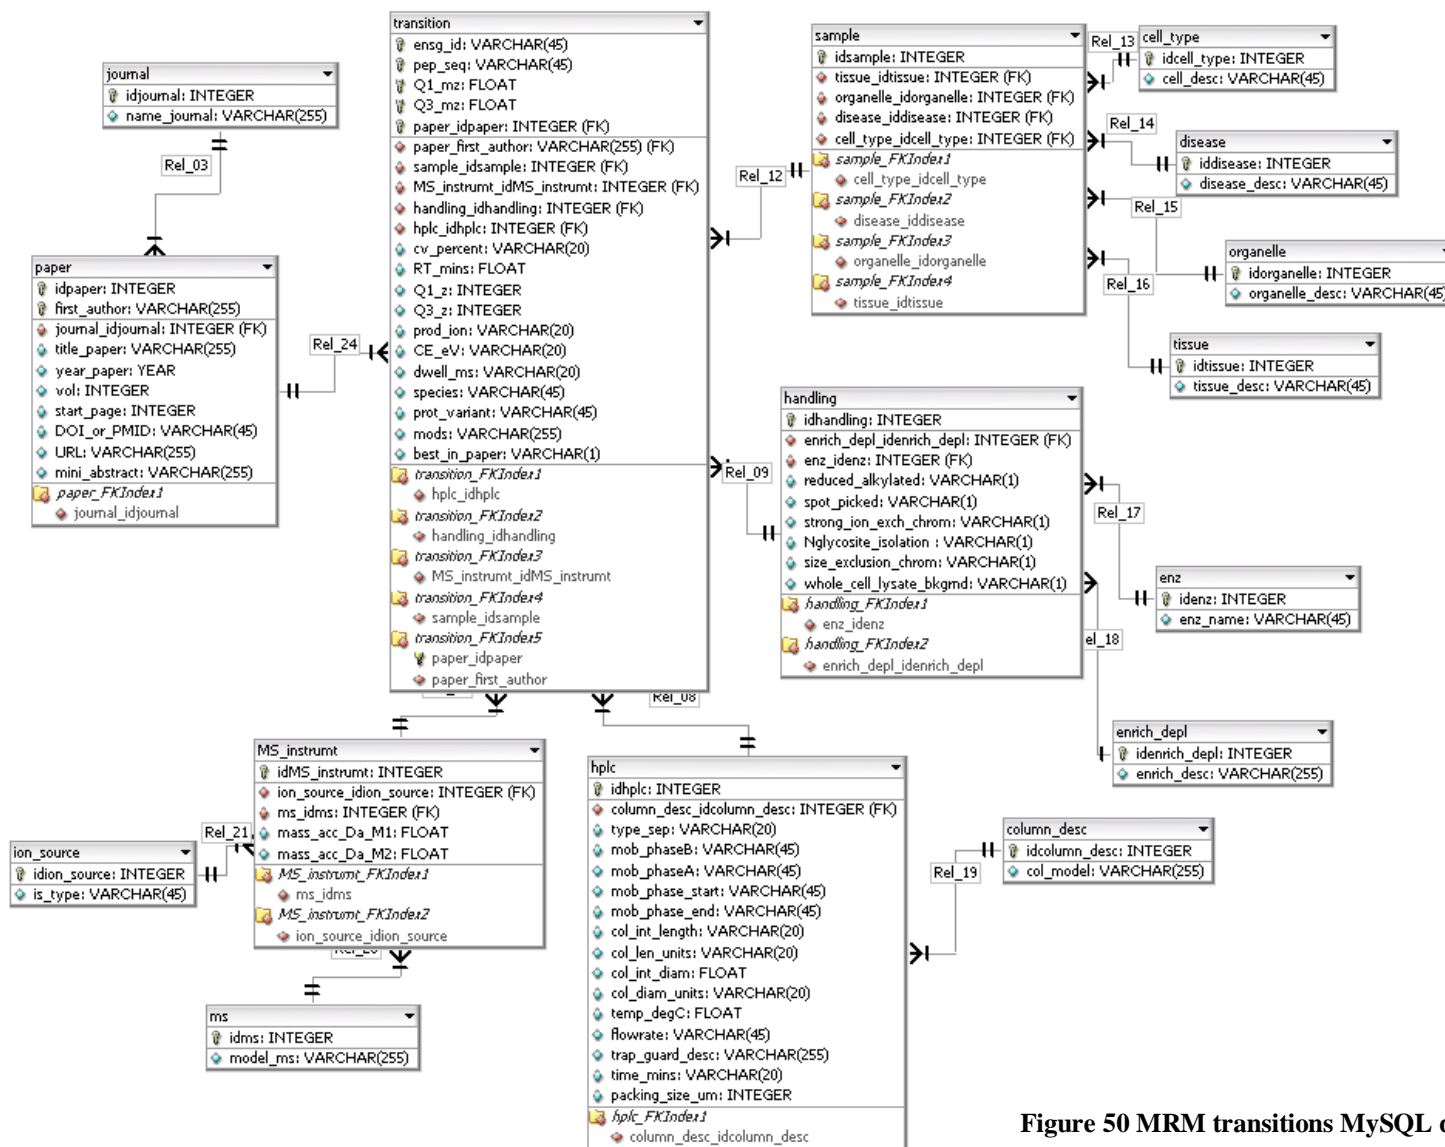 journal
idjournal: INTEGER
name_journal: VARCHAR(255)
Rel_03
paper
idpaper: INTEGER
first_author: VARCHAR(255)
journal_idjournal: INTEGER (FK)
title_paper: VARCHAR(255)
year_paper: YEAR
vol: INTEGER
start_page: INTEGER
DOI_or_PMID: VARCHAR(45)
URL: VARCHAR(255)
mini_abstract: VARCHAR(255)
paper_FKIndex1
journal_idjournal
Rel_24
transition
ensg_id: VARCHAR(45)
pep_seq: VARCHAR(45)
Q1_mz: FLOAT
Q3_mz: FLOAT
paper_idpaper: INTEGER (FK)
paper_first_author: VARCHAR(255) (FK)
sample_idsample: INTEGER (FK)
MS_instrumt_idMS_instrumt: INTEGER (FK)
handling_idhandling: INTEGER (FK)
hplc_idhplc: INTEGER (FK)
cv_percent: VARCHAR(20)
RT_mins: FLOAT
Q1_z: INTEGER
Q3_z: INTEGER
prod_ion: VARCHAR(20)
CE_eV: VARCHAR(20)
dwell_ms: VARCHAR(20)
species: VARCHAR(45)
prot_variant: VARCHAR(45)
mods: VARCHAR(255)
best_in_paper: VARCHAR(1)
transition_FKIndex1
hplc_idhplc
transition_FKIndex2
handling_idhandling
transition_FKIndex3
MS_instrumt_idMS_instrumt
transition_FKIndex4
sample_idsample
transition_FKIndex5
paper_idpaper
paper_first_author
Rel_12
sample
idsample: INTEGER
tissue_idtissue: INTEGER (FK)
organelle_idorganelle: INTEGER (FK)
disease_iddisease: INTEGER (FK)
cell_type_idcell_type: INTEGER (FK)
sample_FKIndex1
cell_type_idcell_type
sample_FKIndex2
disease_iddisease
sample_FKIndex3
organelle_idorganelle
sample_FKIndex4
tissue_idtissue
Rel_13
cell_type
idcell_type: INTEGER
cell_desc: VARCHAR(45)
Rel_14
disease
iddisease: INTEGER
disease_desc: VARCHAR(45)
Rel_15
organelle
idorganelle: INTEGER
organelle_desc: VARCHAR(45)
Rel_16
tissue
idtissue: INTEGER
tissue_desc: VARCHAR(45)
Rel_09
handling
idhandling: INTEGER
enrich_depl_idenrich_depl: INTEGER (FK)
enz_idenz: INTEGER (FK)
reduced_alkylated: VARCHAR(1)
spot_picked: VARCHAR(1)
strong_ion_exch_chrom: VARCHAR(1)
Nglycosite_isolation : VARCHAR(1)
size_exclusion_chrom: VARCHAR(1)
whole_cell_lysate_bkgrnd: VARCHAR(1)
handling_FKIndex1
enz_idenz
handling_FKIndex2
enrich_depl_idenrich_depl
Rel_17
enz
idenz: INTEGER
enz_name: VARCHAR(45)
el_18
enrich_depl
idenrich_depl: INTEGER
enrich_desc: VARCHAR(255)
Rel_08
MS_instrumt
idMS_instrumt: INTEGER
ion_source_idion_source: INTEGER (FK)
ms_idms: INTEGER (FK)
mass_acc_Da_M1: FLOAT
mass_acc_Da_M2: FLOAT
MS_instrumt_FKIndex1
ms_idms
MS_instrumt_FKIndex2
ion_source_idion_source
Rel_21
ion_source
idion_source: INTEGER
is_type: VARCHAR(45)
ms
idms: INTEGER
model_ms: VARCHAR(255)
hplc
idhplc: INTEGER
column_desc_idcolumn_desc: INTEGER (FK)
type_sep: VARCHAR(20)
mob_phaseB: VARCHAR(45)
mob_phaseA: VARCHAR(45)
mob_phase_start: VARCHAR(45)
mob_phase_end: VARCHAR(45)
col_int_length: VARCHAR(20)
col_len_units: VARCHAR(20)
col_int_diam: FLOAT
col_diam_units: VARCHAR(20)
temp_degC: FLOAT
flowrate: VARCHAR(45)
trap_guard_desc: VARCHAR(255)
time_mins: VARCHAR(20)
packing_size_um: INTEGER
hplc_FKIndex1
column_desc_idcolumn_desc
Rel_19
column_desc
idcolumn_desc: INTEGER
col_model: VARCHAR(255)
Figure 50 MRM transitions MySQL